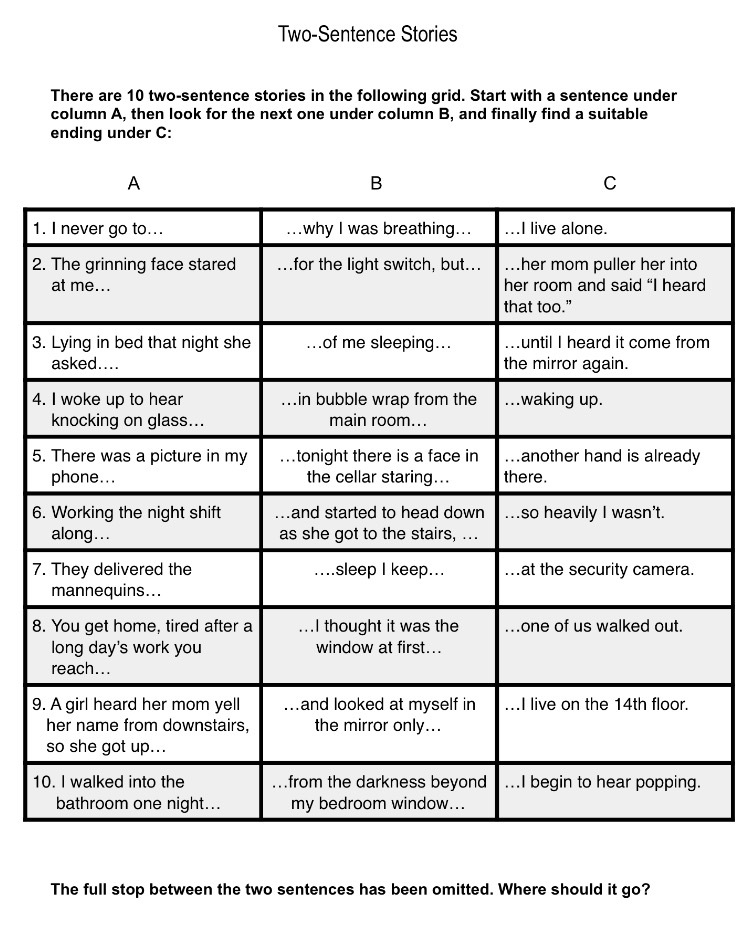 Two-Sentence Stories
There are 10 two-sentence stories in the following grid. Start with a sentence under
column A, then look for the next one under column B, and finally find a suitable
ending under C:
A
B
C
1. I never go to…
…why I was breathing…
…I live alone.
2. The grinning face stared
at me…
…for the light switch, but…
…her mom puller her into
her room and said “I heard
that too.”
3. Lying in bed that night she
asked….
…of me sleeping…
…until I heard it come from
the mirror again.
4. I woke up to hear
knocking on glass…
…in bubble wrap from the
main room…
…waking up.
5. There was a picture in my
phone…
…tonight there is a face in
the cellar staring…
…another hand is already
there.
6. Working the night shift
along…
…and started to head down
as she got to the stairs, …
…so heavily I wasn’t.
7. They delivered the
mannequins…
….sleep I keep…
…at the security camera.
8. You get home, tired after a
long day’s work you
reach…
…I thought it was the
window at first…
…one of us walked out.
9. A girl heard her mom yell
her name from downstairs,
so she got up…
…and looked at myself in
the mirror only…
…I live on the 14th floor.
10. I walked into the
bathroom one night…
…from the darkness beyond
my bedroom window…
…I begin to hear popping.
The full stop between the two sentences has been omitted. Where should it go?